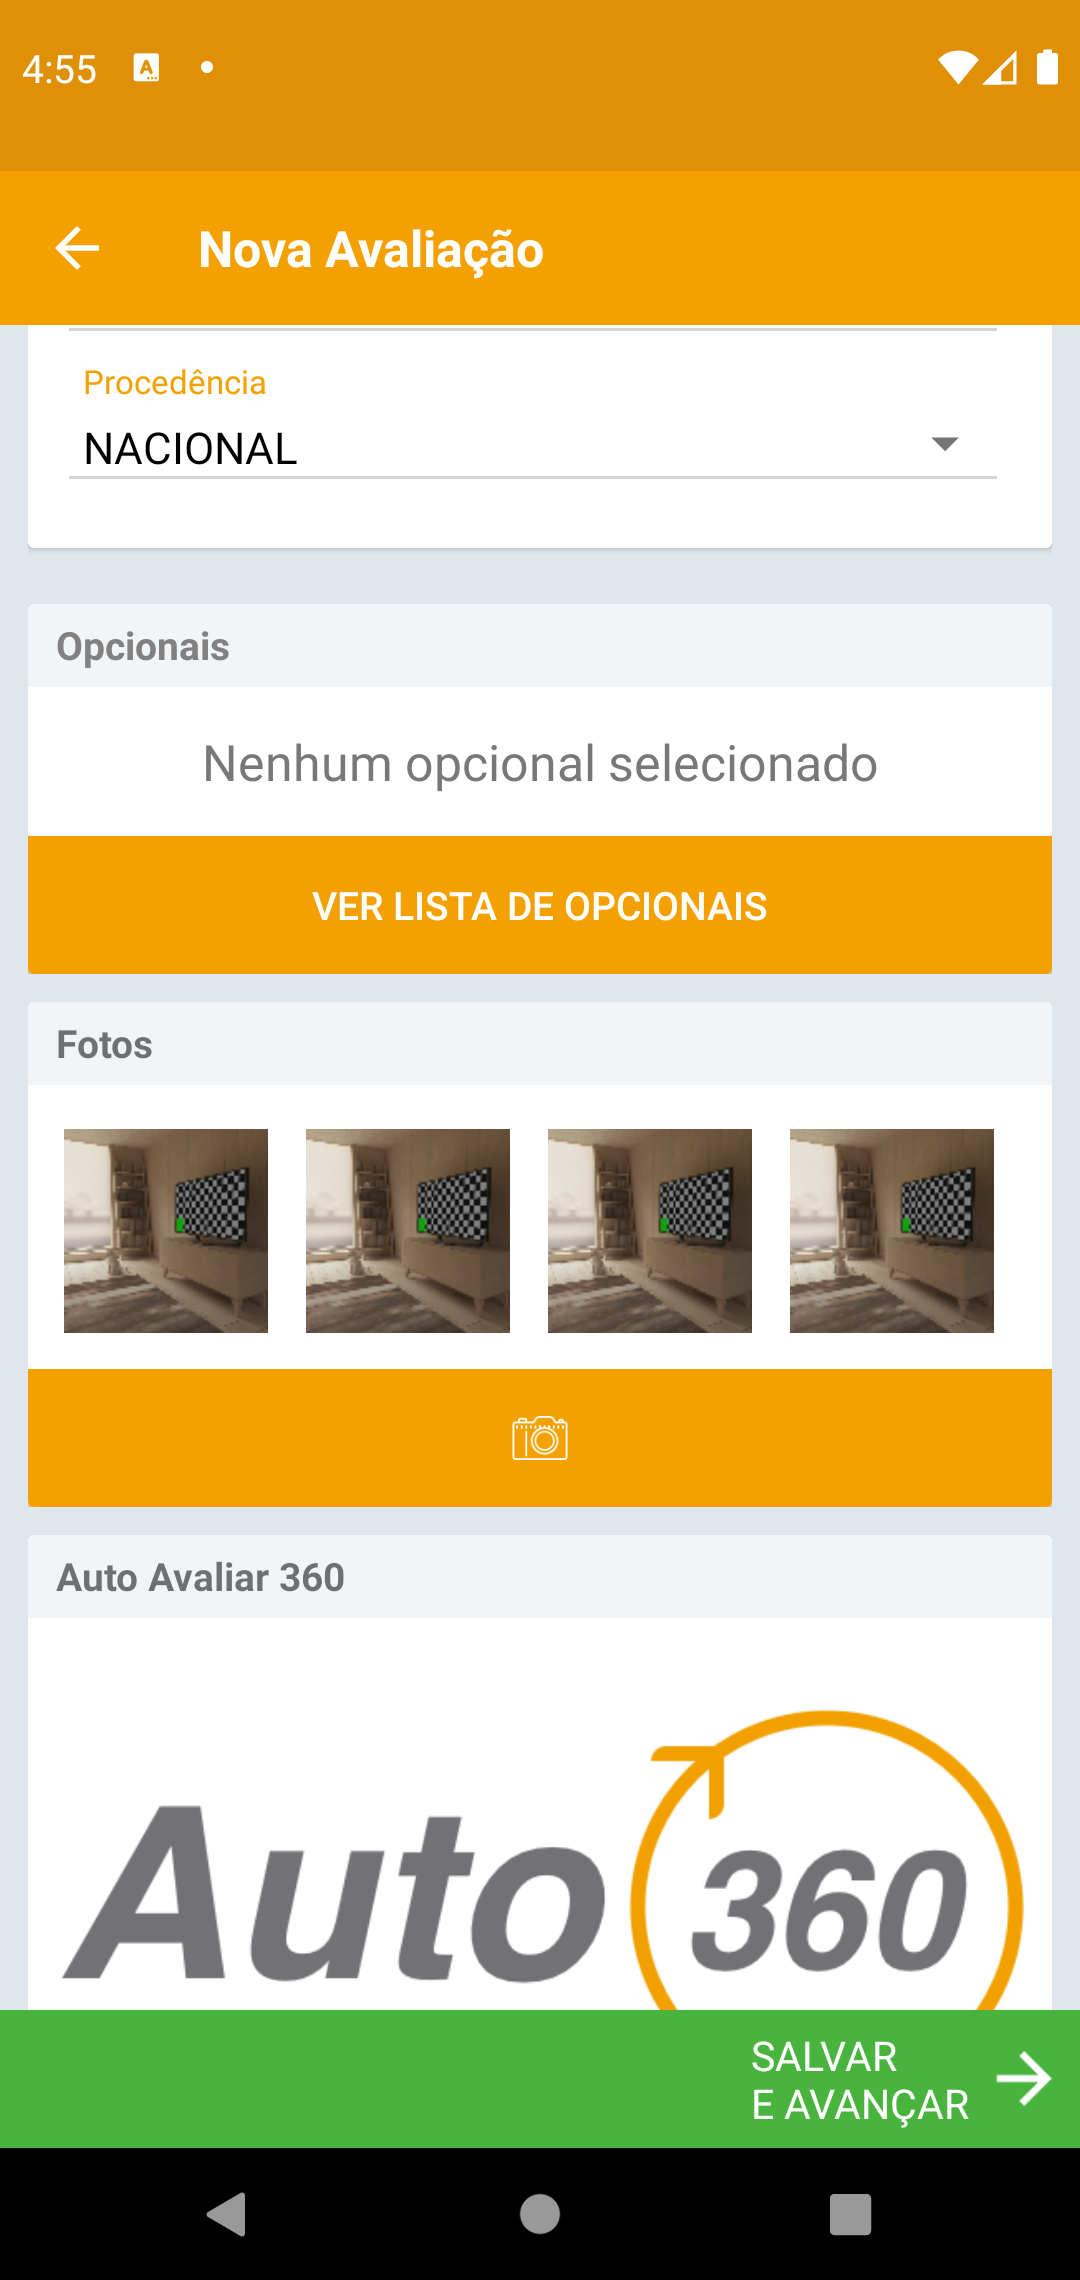 4:55
Nova Avaliação
Procedência
NACIONAL
Opcionais
Nenhum opcional selecionado
VER LISTA DE OPCIONAIS
Fotos
Auto Avaliar 360
Auto 360
SALVAR
E AVANÇAR